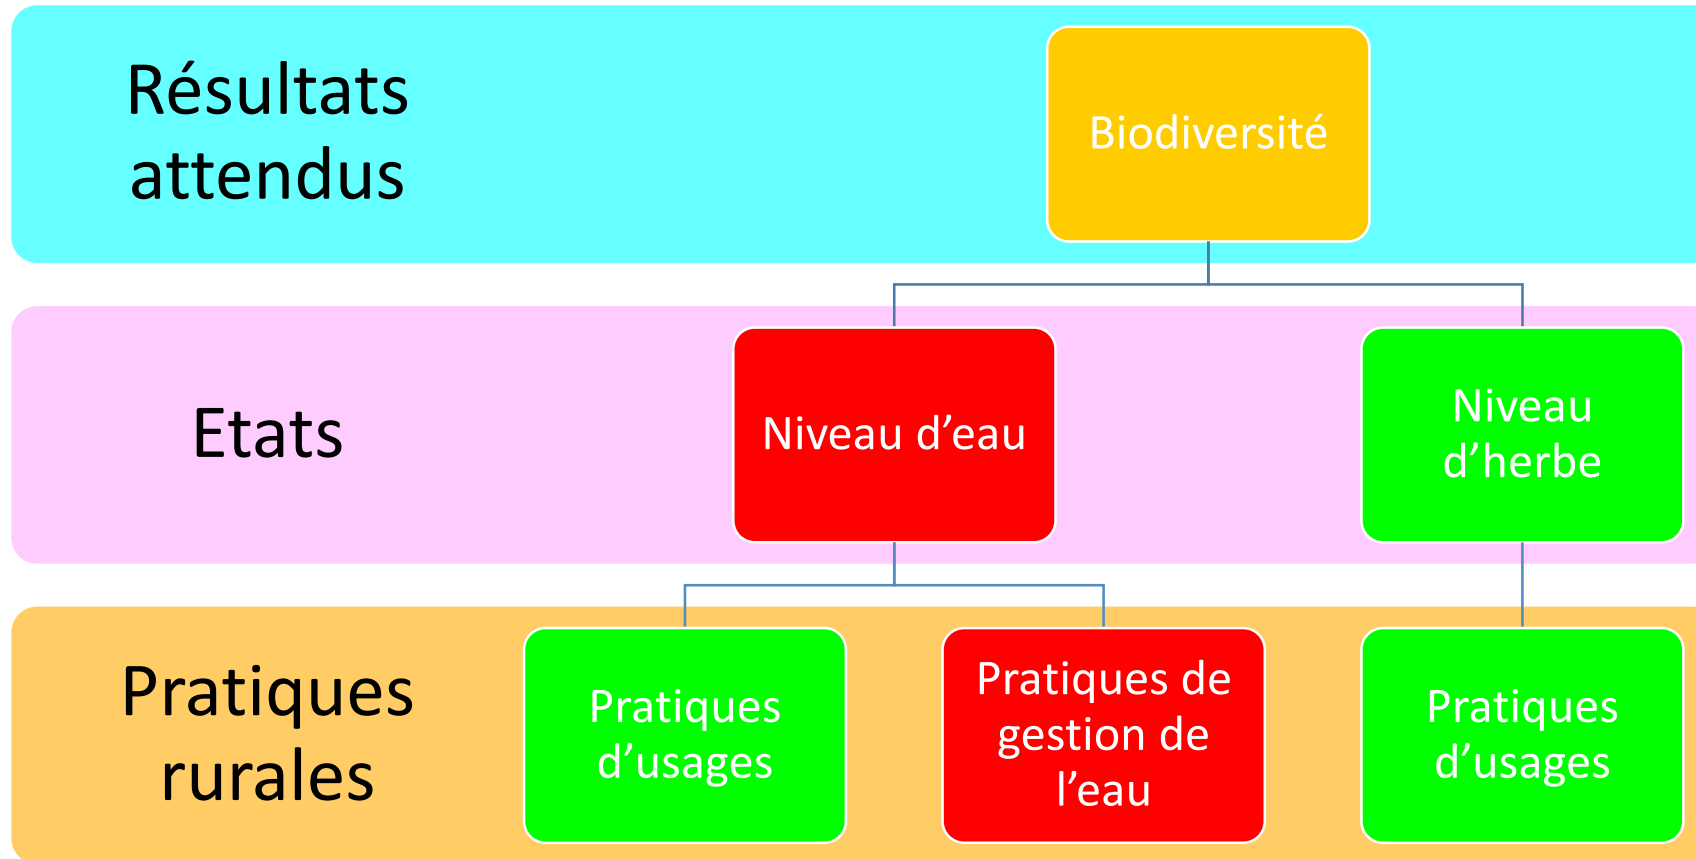 Résultats
attendus
Biodiversité
Etats
Niveau d’eau
Niveau
d’herbe
Pratiques
rurales
Pratiques
d’usages
Pratiques de
gestion de
l’eau
Pratiques
d’usages